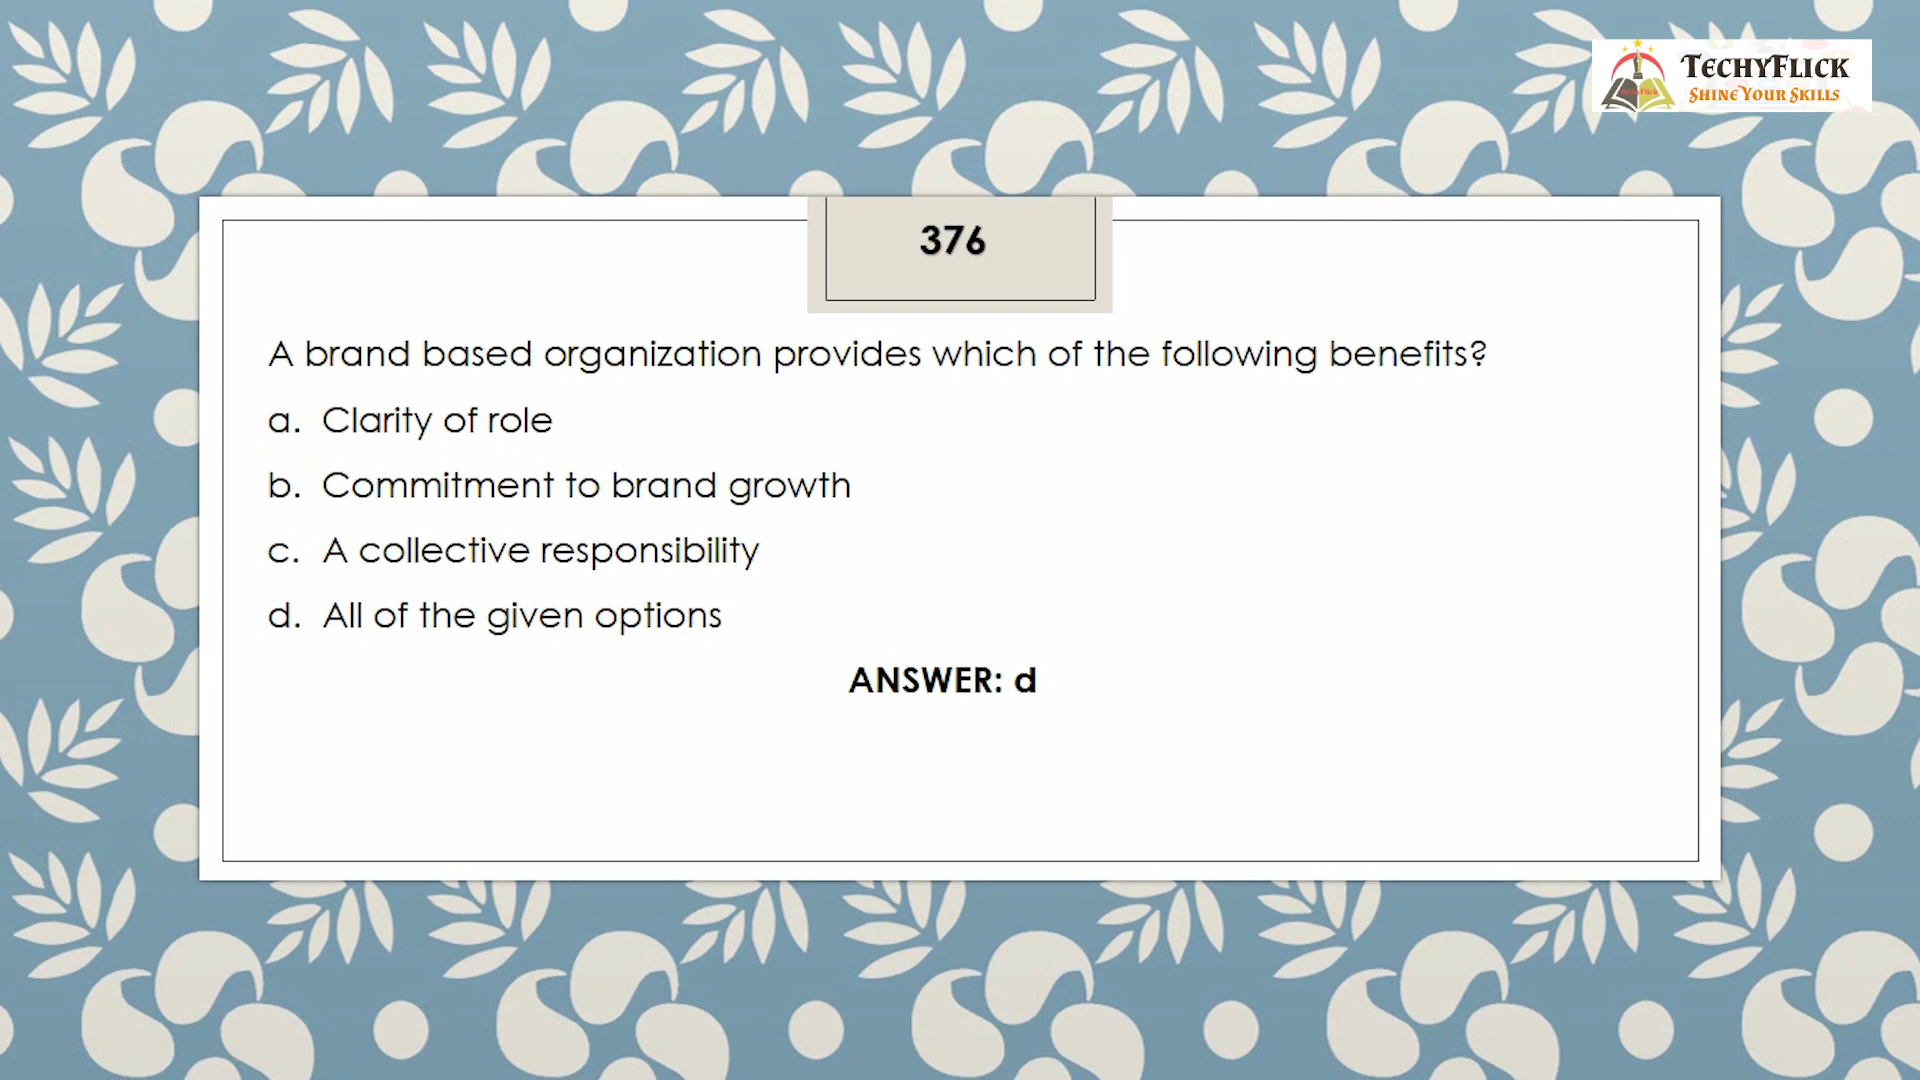 TECHYFLICK
SHINE YOUR SKILLS
376
A brand based organization provides which of the following benefits?
a. Clarity of role
b. Commitment to brand growth
c. A collective responsibility
d. All of the given options
ANSWER: d